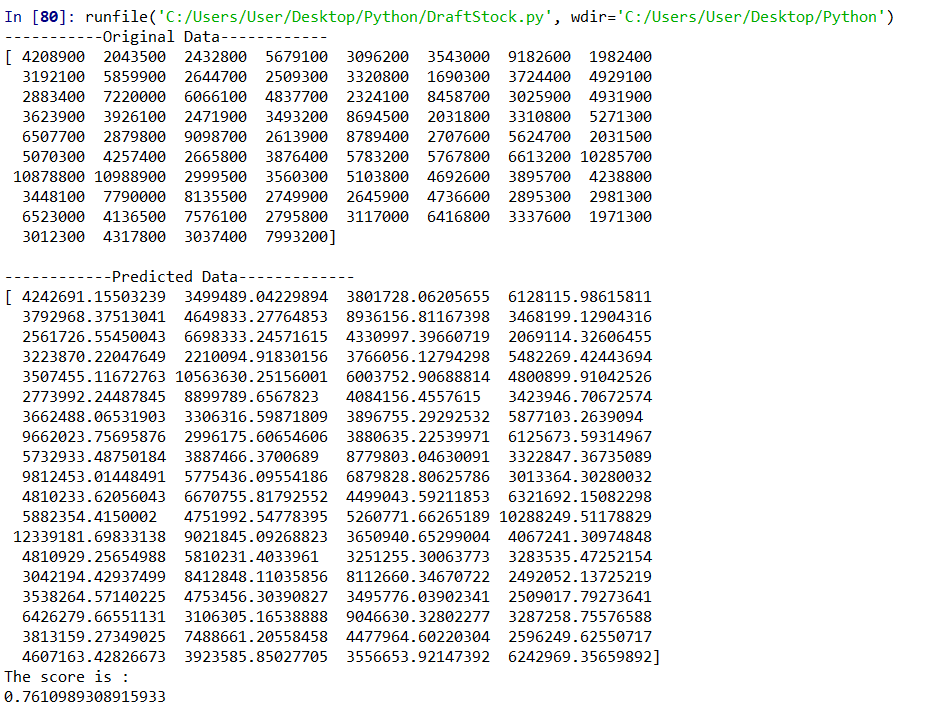 In [80]: runfile('C:/Users/User/Desktop/Python/DraftStock.py', wdir='C:/Users/User/Desktop/Python')
-----------Original Data------------
[ 4208900  2043500  2432800  5679100  3096200  3543000  9182600  1982400
  3192100  5859900  2644700  2509300  3320800  1690300  3724400  4929100
  2883400  7220000  6066100  4837700  2324100  8458700  3025900  4931900
  3623900  3926100  2471900  3493200  8694500  2031800  3310800  5271300
  6507700  2879800  9098700  2613900  8789400  2707600  5624700  2031500
  5070300  4257400  2665800  3876400  5783200  5767800  6613200 10285700
 10878800 10988900  2999500  3560300  5103800  4692600  3895700  4238800
  3448100  7790000  8135500  2749900  2645900  4736600  2895300  2981300
  6523000  4136500  7576100  2795800  3117000  6416800  3337600  1971300
  3012300  4317800  3037400  7993200]
------------Predicted Data-------------
[ 4242691.15503239  3499489.04229894  3801728.06205655  6128115.98615811
  3792968.37513041  4649833.27764853  8936156.81167398  3468199.12904316
  2561726.55450043  6698333.24571615  4330997.39660719  2069114.32606455
  3223870.22047649  2210094.91830156  3766056.12794298  5482269.42443694
  3507455.11672763 10563630.25156001  6003752.90688814  4800899.91042526
  2773992.24487845  8899789.6567823   4084156.4557615   3423946.70672574
  3662488.06531903  3306316.59871809  3896755.29292532  5877103.2639094
  9662023.75695876  2996175.60654606  3880635.22539971  6125673.59314967
  5732933.48750184  3887466.3700689   8779803.04630091  3322847.36735089
  9812453.01448491  5775436.09554186  6879828.80625786  3013364.30280032
  4810233.62056043  6670755.81792552  4499043.59211853  6321692.15082298
  5882354.4150002   4751992.54778395  5260771.66265189 10288249.51178829
 12339181.69833138  9021845.09268823  3650940.65299004  4067241.30974848
  4810929.25654988  5810231.4033961   3251255.30063773  3283535.47252154
  3042194.42937499  8412848.11035856  8112660.34670722  2492052.13725219
  3538264.57140225  4753456.30390827  3495776.03902341  2509017.79273641
  6426279.66551131  3106305.16538888  9046630.32802277  3287258.75576588
  3813159.27349025  7488661.20558458  4477964.60220304  2596249.62550717
  4607163.42826673  3923585.85027705  3556653.92147392  6242969.35659892]
The score is :
0.7610989308915933